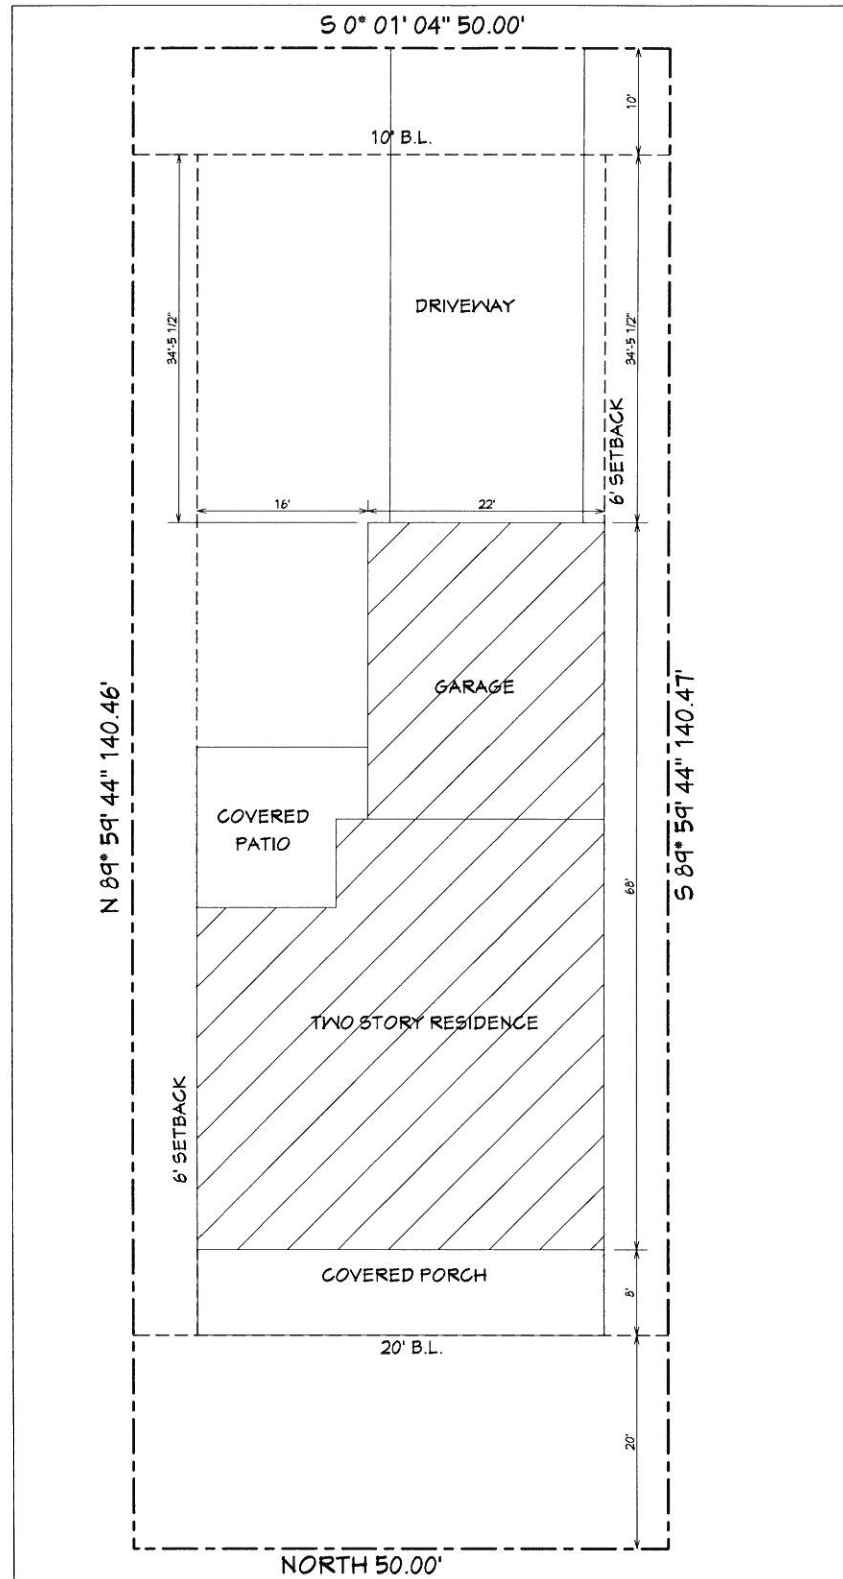 S 0° 01' 04" 50.00'
10'
10' B.L.
DRIVEWAY
34'-5 1/2"
34'-5 1/2"
6' SETBACK
16'
22'
GARAGE
N 89° 59' 44" 140.46'
S 89° 59' 44" 140.47'
COVERED
PATIO
68'
TWO STORY RESIDENCE
6' SETBACK
COVERED PORCH
8'
20' B.L.
20'
NORTH 50.00'